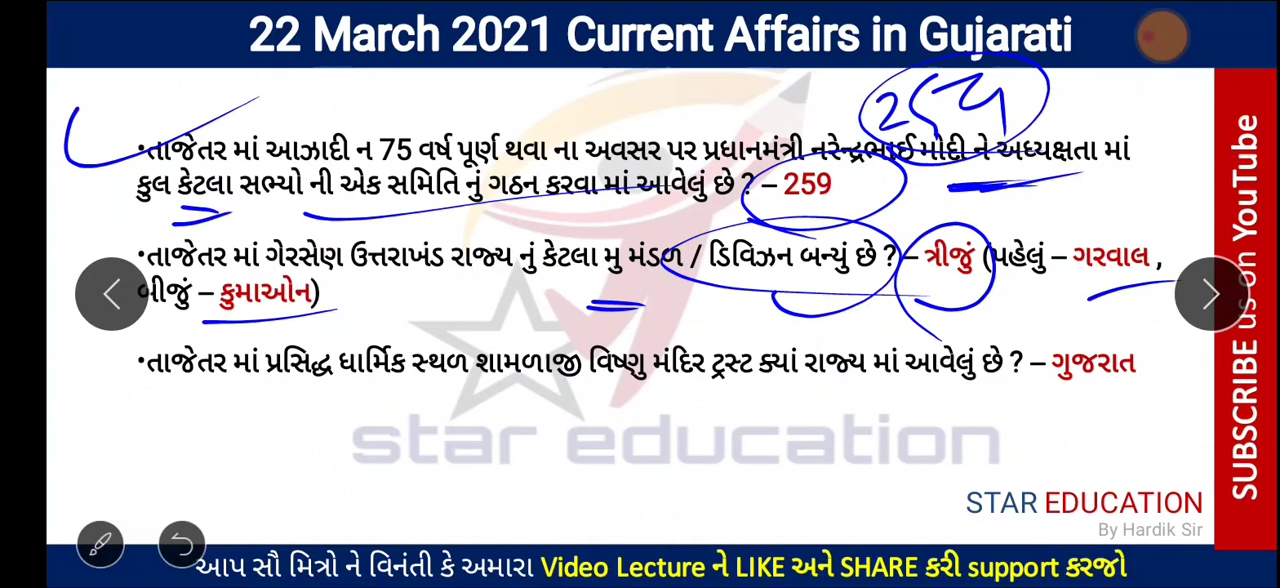 22 March 2021 Current Affairs in Gujarati
•તાજેતર માં આઝાદી ન 75 વર્ષ પૂર્ણ થવા ના અવસર પર પ્રધાનમંત્રી નરેન્દ્રભાઈ મોદી ને અધ્યક્ષતા માં
કુલ કેટલા સભ્યો ની એક સમિતિ નું ગઠન કરવા માં આવેલું છે ? – 259
•તાજેતર માં ગેરસેણ ઉત્તરાખંડ રાજ્ય નું કેટલા મુ મંડળ / ડિવિઝન બન્યું છે ? – ત્રીજું (પહેલું – ગરવાલ ,
બીજું – કુમાઓન)
•તાજેતર માં પ્રસિદ્ધ ધાર્મિક સ્થળ શામળાજી વિષ્ણુ મંદિર ટ્રસ્ટ ક્યાં રાજ્ય માં આવેલું છે ? – ગુજરાત
star education
STAR EDUCATION
By Hardik Sir
SUBSCRIBE us on YouTube
આપ સૌ મિત્રો ને વિનંતી કે અમારા Video Lecture ને LIKE અને SHARE કરી support કરજો